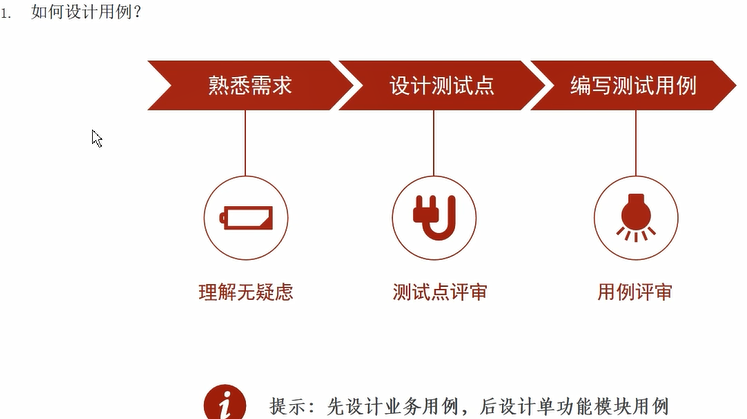 1. 如何设计用例？
熟悉需求 设计测试点 编写测试用例
理解无疑虑 测试点评审 用例评审
提示：先设计业务用例，后设计单功能模块用例